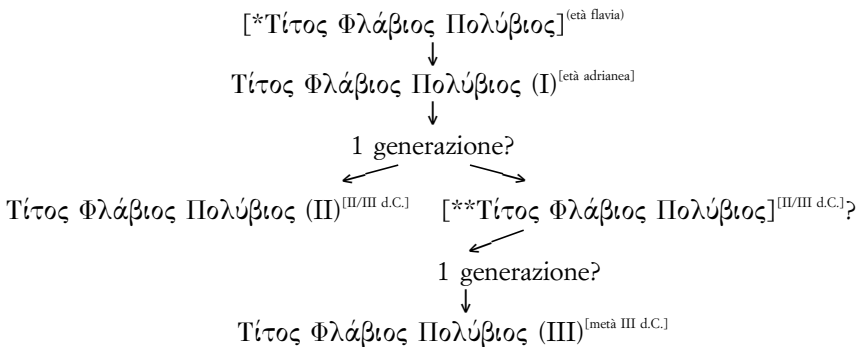 [*Τίτος Φλάβιος Πολύβιος](età flavia)
Τίτος Φλάβιος Πολύβιος (I)[età adrianea]
1 generazione?
Τίτος Φλάβιος Πολύβιος (II)[II/III d.C.] [**Τίτος Φλάβιος Πολύβιος][II/III d.C.]?
1 generazione?
Τίτος Φλάβιος Πολύβιος (III)[metà III d.C.]